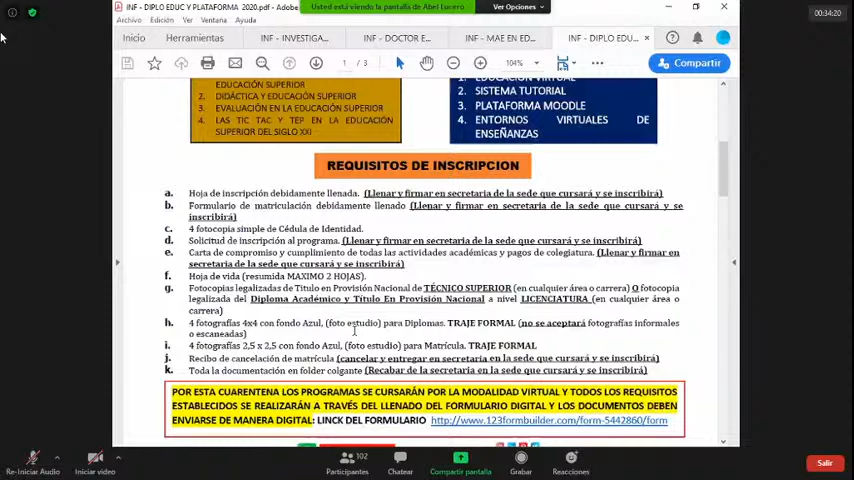 INF - DIPLO EDUC Y PLATAFORMA 2020.pdf - Adobe
Usted está viendo la pantalla de Abel Lucero
Ver Opciones
00:34:20
Archivo Edición Ver Ventana Ayuda
Inicio Herramientas INF - INVESTIGA... INF - DOCTOR E... INF - MAE EN ED... INF - DIPLO EDU... ×
1 / 3 104% Compartir
EDUCACIÓN SUPERIOR
2. DIDÁCTICA Y EDUCACIÓN SUPERIOR
3. EVALUACIÓN EN LA EDUCACIÓN SUPERIOR
4. LAS TIC TAC Y TEP EN LA EDUCACIÓN
SUPERIOR DEL SIGLO XXI
1. EDUCACIÓN VIRTUAL
2. SISTEMA TUTORIAL
3. PLATAFORMA MOODLE
4. ENTORNOS VIRTUALES DE
ENSEÑANZAS
REQUISITOS DE INSCRIPCION
a. Hoja de inscripción debidamente llenada. (Llenar y firmar en secretaria de la sede que cursará y se inscribirá)
b. Formulario de matriculación debidamente llenado (Llenar y firmar en secretaria de la sede que cursará y se
inscribirá)
c. 4 fotocopia simple de Cédula de Identidad.
d. Solicitud de inscripción al programa. (Llenar y firmar en secretaria de la sede que cursará y se inscribirá)
e. Carta de compromiso y cumplimiento de todas las actividades académicas y pagos de colegiatura. (Llenar y firmar en
secretaria de la sede que cursará y se inscribirá)
f. Hoja de vida (resumida MAXIMO 2 HOJAS).
g. Fotocopias legalizadas de Titulo en Provisión Nacional de TÉCNICO SUPERIOR (en cualquier área o carrera) O fotocopia
legalizada del Diploma Académico y Título En Provisión Nacional a nivel LICENCIATURA (en cualquier área o
carrera)
h. 4 fotografías 4x4 con fondo Azul, (foto estudio) para Diplomas. TRAJE FORMAL (no se aceptará fotografías informales
o escaneadas)
i. 4 fotografías 2,5 x 2,5 con fondo Azul, (foto estudio) para Matrícula. TRAJE FORMAL
j. Recibo de cancelación de matrícula (cancelar y entregar en secretaria en la sede que cursará y se inscribirá)
k. Toda la documentación en folder colgante (Recabar de la secretaria en la sede que cursará y se inscribirá)
POR ESTA CUARENTENA LOS PROGRAMAS SE CURSARÁN POR LA MODALIDAD VIRTUAL Y TODOS LOS REQUISITOS
ESTABLECIDOS SE REALIZARÁN A TRAVÉS DEL LLENADO DEL FORMULARIO DIGITAL Y LOS DOCUMENTOS DEBEN
ENVIARSE DE MANERA DIGITAL: LINCK DEL FORMULARIO http://www.123formbuilder.com/form-5442860/form
Re-Iniciar Audio Iniciar video 102 Participantes Chatear Compartir pantalla Grabar Reacciones Salir